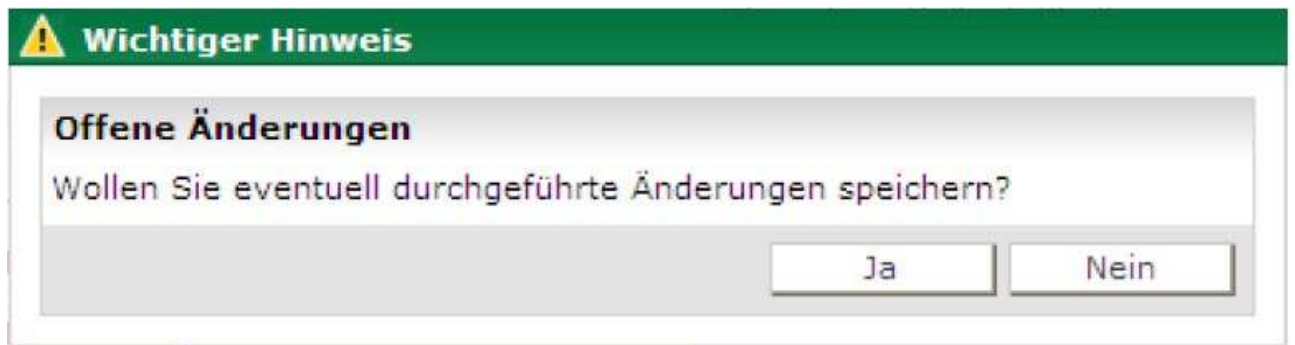 Wichtiger Hinweis
Offene Änderungen
Wollen Sie eventuell durchgeführte Änderungen speichern?
Ja Nein